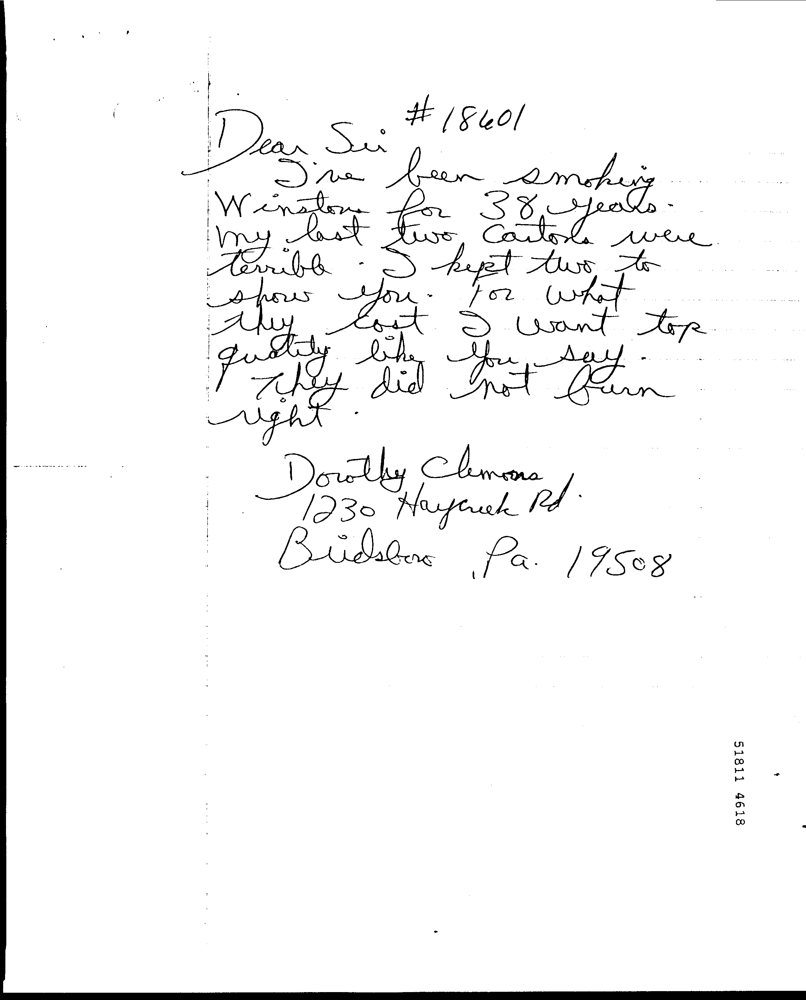 # 18601
Dear Sir
I've been smoking
Winstons for 38 years.
My last two cartons were
terrible. I kept two to
show you. For what
they cost I want top
quality like you say.
They did not burn
right.
Dorothy Clemons
1230 Haycreek Rd.
Birdsboro, Pa. 19508
51811 4618